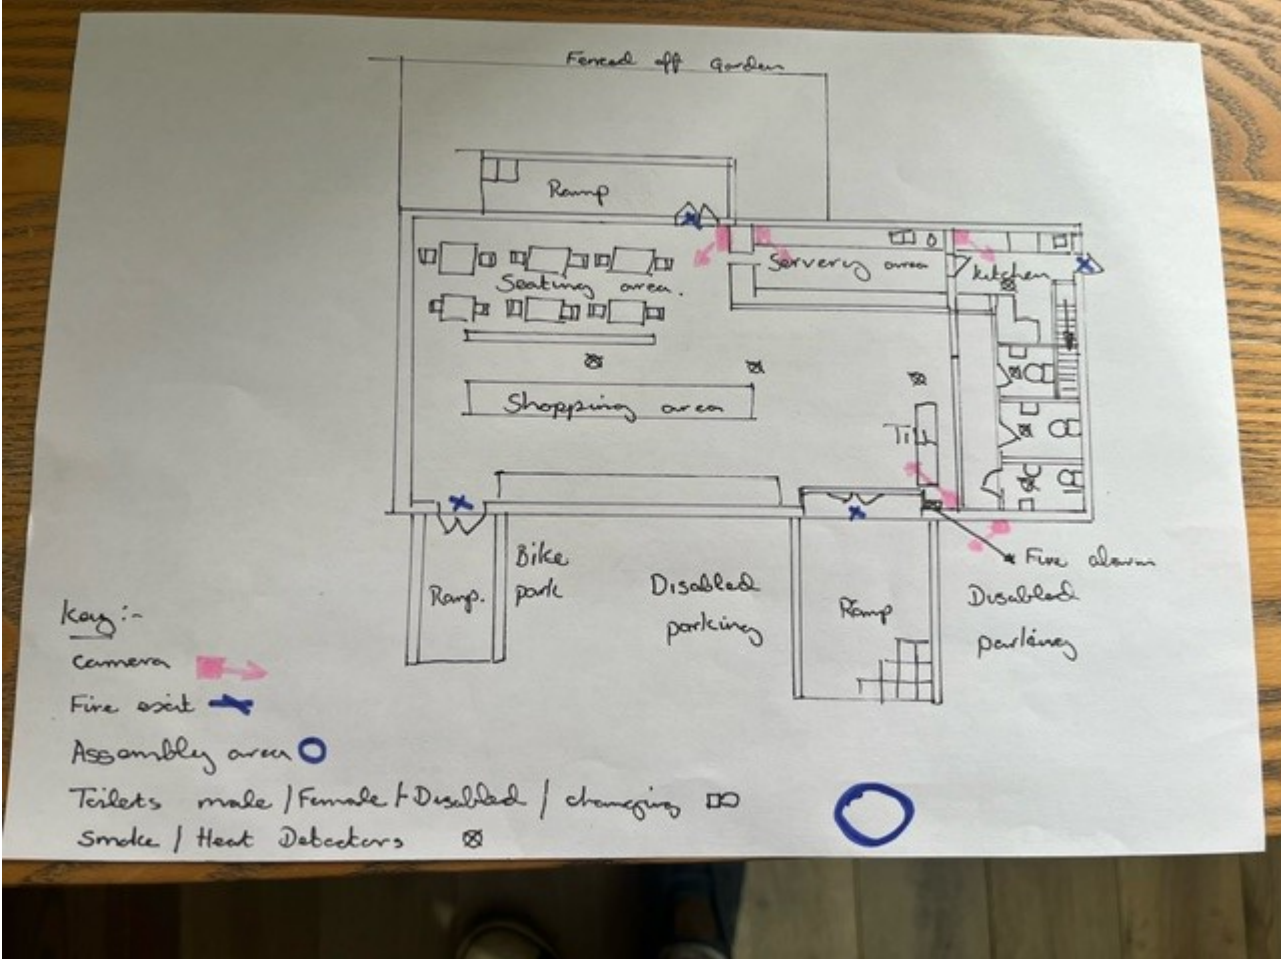 Fenced off Garden
Ramp
Servery area
kitchen
Seating area.
Shopping area
Till
Bike
park
Ramp.
Disabled
parking
Ramp
Fire alarm
Disabled
parking
Key:-
Camera
Fire exit
Assembly area
Toilets male / Female / Disabled / changing
Smoke / Heat Detectors